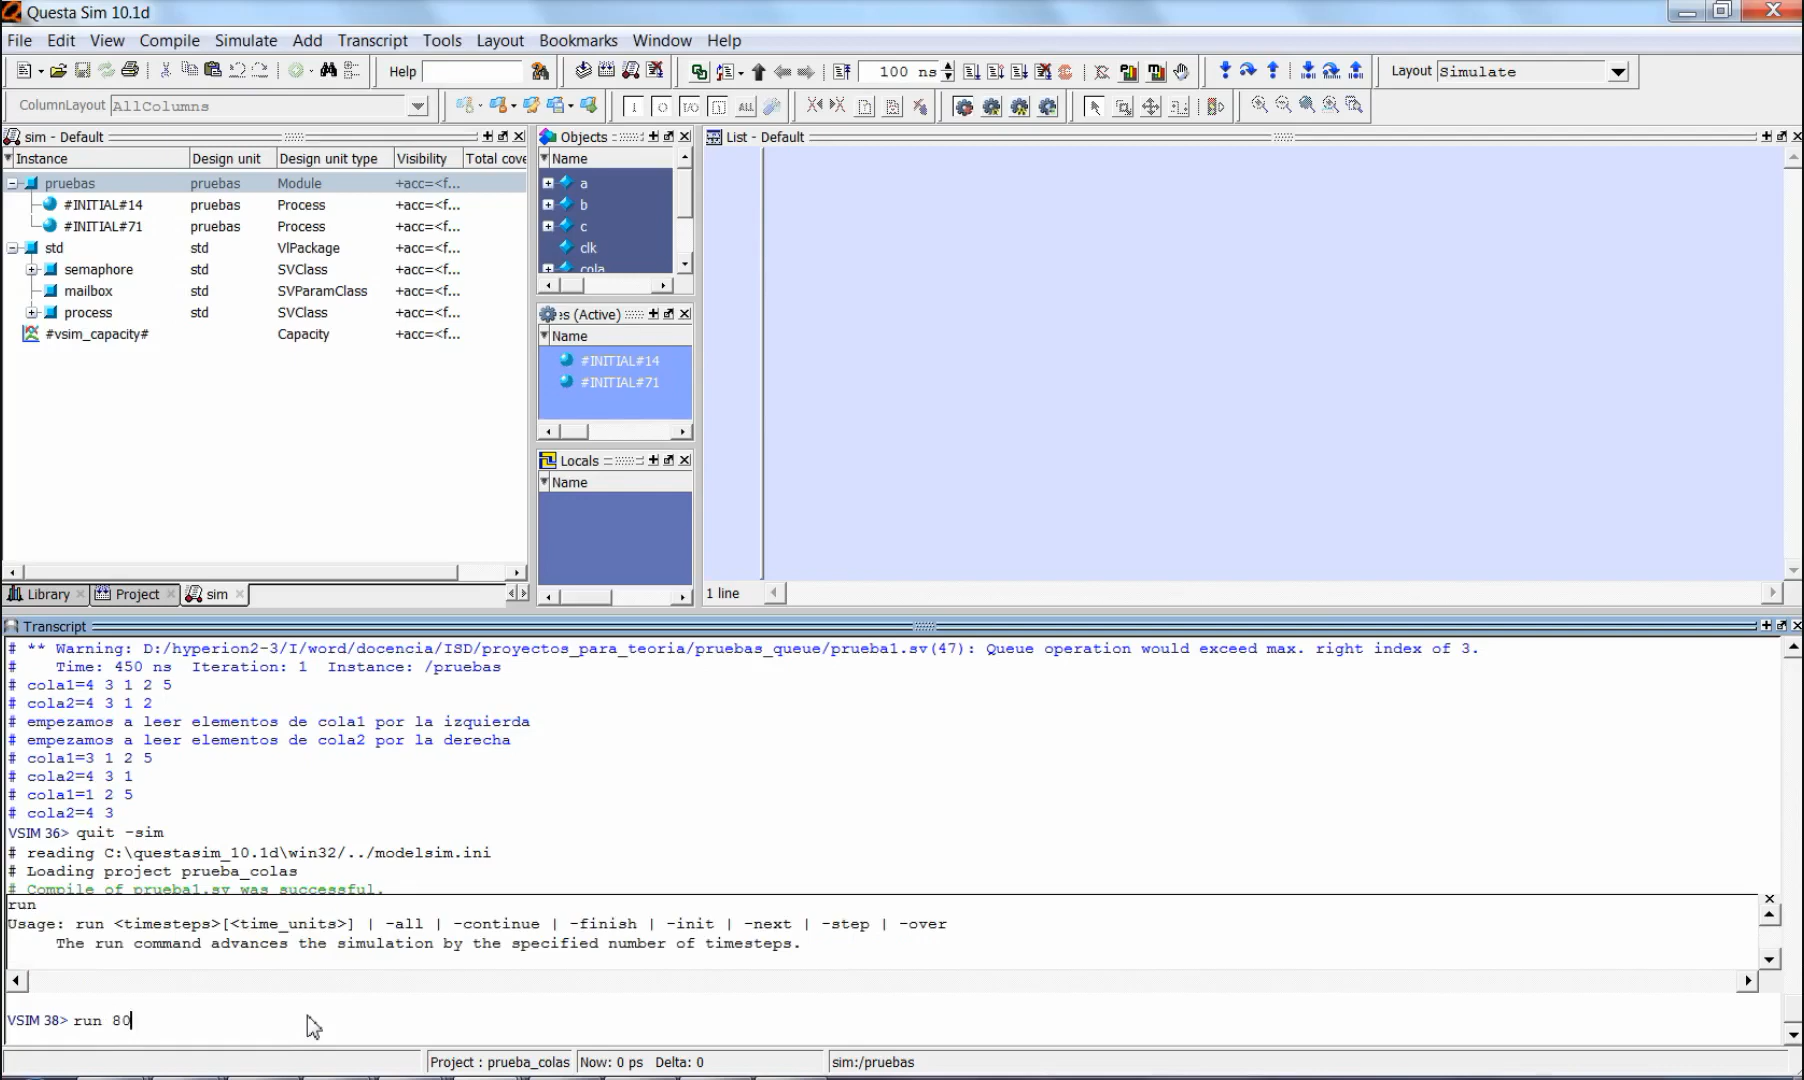 Questa Sim 10.1d
File Edit View Compile Simulate Add Transcript Tools Layout Bookmarks Window Help
Help 100 ns Layout Simulate
ColumnLayout AllColumns
sim - Default
Instance Design unit Design unit type Visibility Total cove
pruebas pruebas Module +acc=<f...
#INITIAL#14 pruebas Process +acc=<f...
#INITIAL#71 pruebas Process +acc=<f...
std std VlPackage +acc=<f...
semaphore std SVClass +acc=<f...
mailbox std SVParamClass +acc=<f...
process std SVClass +acc=<f...
#vsim_capacity# Capacity +acc=<f...
Library Project sim
Objects
Name
a
b
c
clk
cola
es (Active)
Name
#INITIAL#14
#INITIAL#71
Locals
Name
List - Default
1 line
Transcript
# ** Warning: D:/hyperion2-3/I/word/docencia/ISD/proyectos_para_teoria/pruebas_queue/prueba1.sv(47): Queue operation would exceed max. right index of 3.
# Time: 450 ns Iteration: 1 Instance: /pruebas
# cola1=4 3 1 2 5
# cola2=4 3 1 2
# empezamos a leer elementos de cola1 por la izquierda
# empezamos a leer elementos de cola2 por la derecha
# cola1=3 1 2 5
# cola2=4 3 1
# cola1=1 2 5
# cola2=4 3
VSIM 36> quit -sim
# reading C:\questasim_10.1d\win32/../modelsim.ini
# Loading project prueba_colas
# Compile of prueba1.sv was successful.
run
Usage: run <timesteps>[<time_units>] | -all | -continue | -finish | -init | -next | -step | -over
The run command advances the simulation by the specified number of timesteps.
VSIM 38> run 80
Project : prueba_colas Now: 0 ps Delta: 0 sim:/pruebas